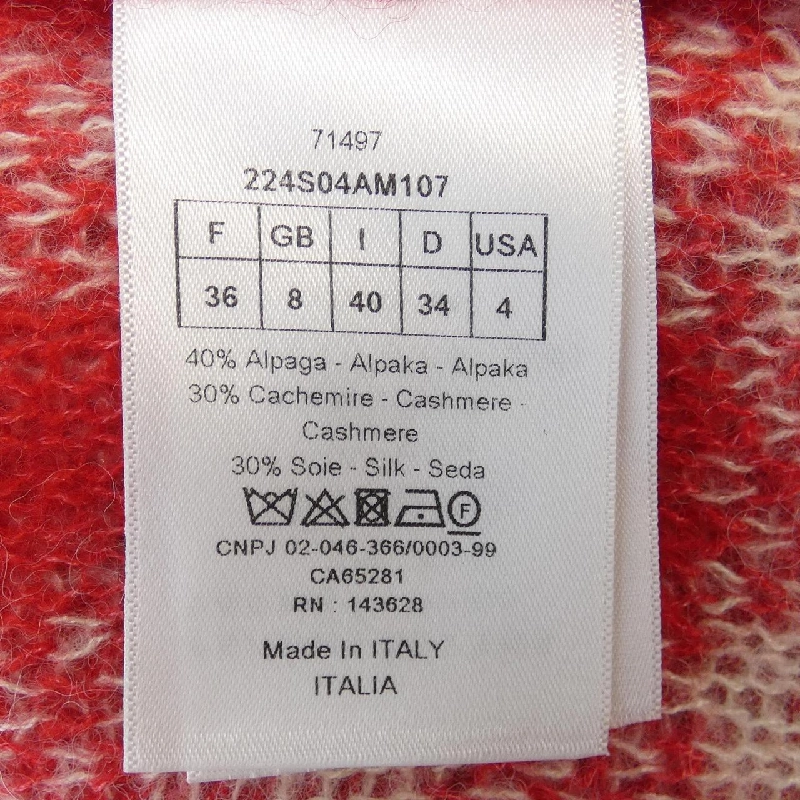 71497
224S04AM107
F GB I D USA
36 8 40 34 4
40% Alpaga - Alpaka - Alpaka
30% Cachemire - Cashmere -
Cashmere
30% Soie - Silk - Seda
F
CNPJ 02-046-366/0003-99
CA65281
RN : 143628
Made In ITALY
ITALIA